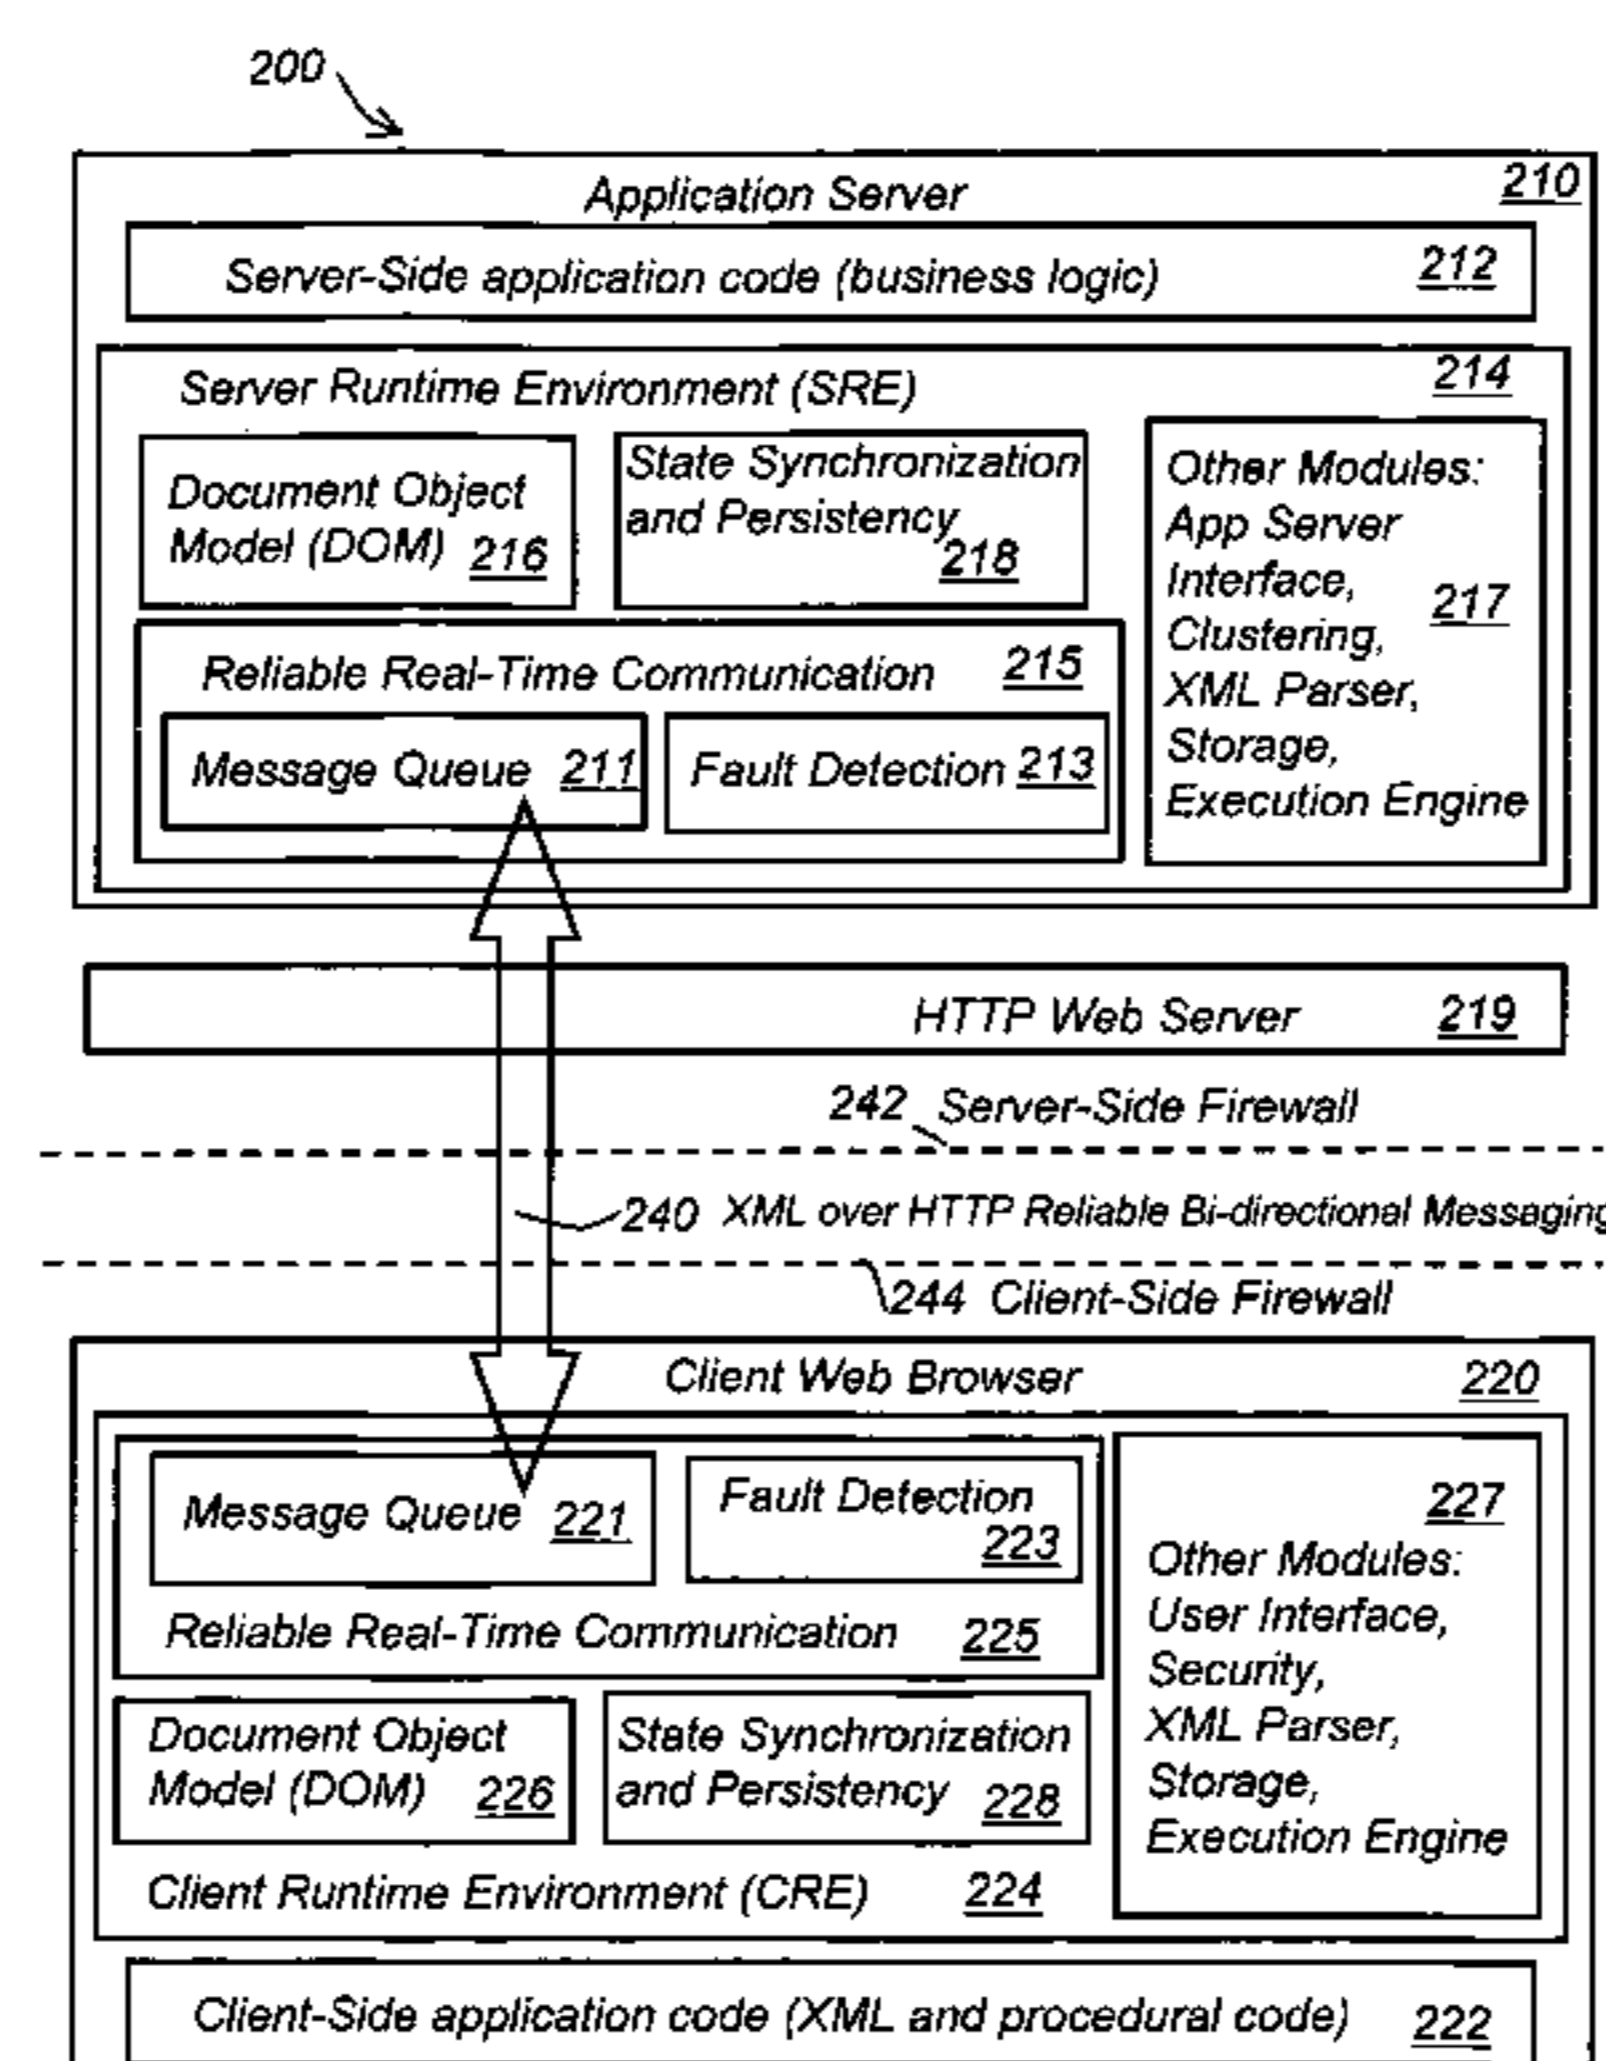 200
Application Server 210
Server-Side application code (business logic) 212
Server Runtime Environment (SRE) 214
Document Object
Model (DOM) 216
State Synchronization
and Persistency
218
Other Modules:
App Server
Interface,
217
Clustering,
XML Parser,
Storage,
Execution Engine
Reliable Real-Time Communication 215
Message Queue 211
Fault Detection 213
HTTP Web Server 219
242 Server-Side Firewall
240 XML over HTTP Reliable Bi-directional Messaging
244 Client-Side Firewall
Client Web Browser 220
Message Queue 221
Fault Detection
223
Reliable Real-Time Communication 225
227
Other Modules:
User Interface,
Security,
XML Parser,
Storage,
Execution Engine
Document Object
Model (DOM) 226
State Synchronization
and Persistency 228
Client Runtime Environment (CRE) 224
Client-Side application code (XML and procedural code) 222